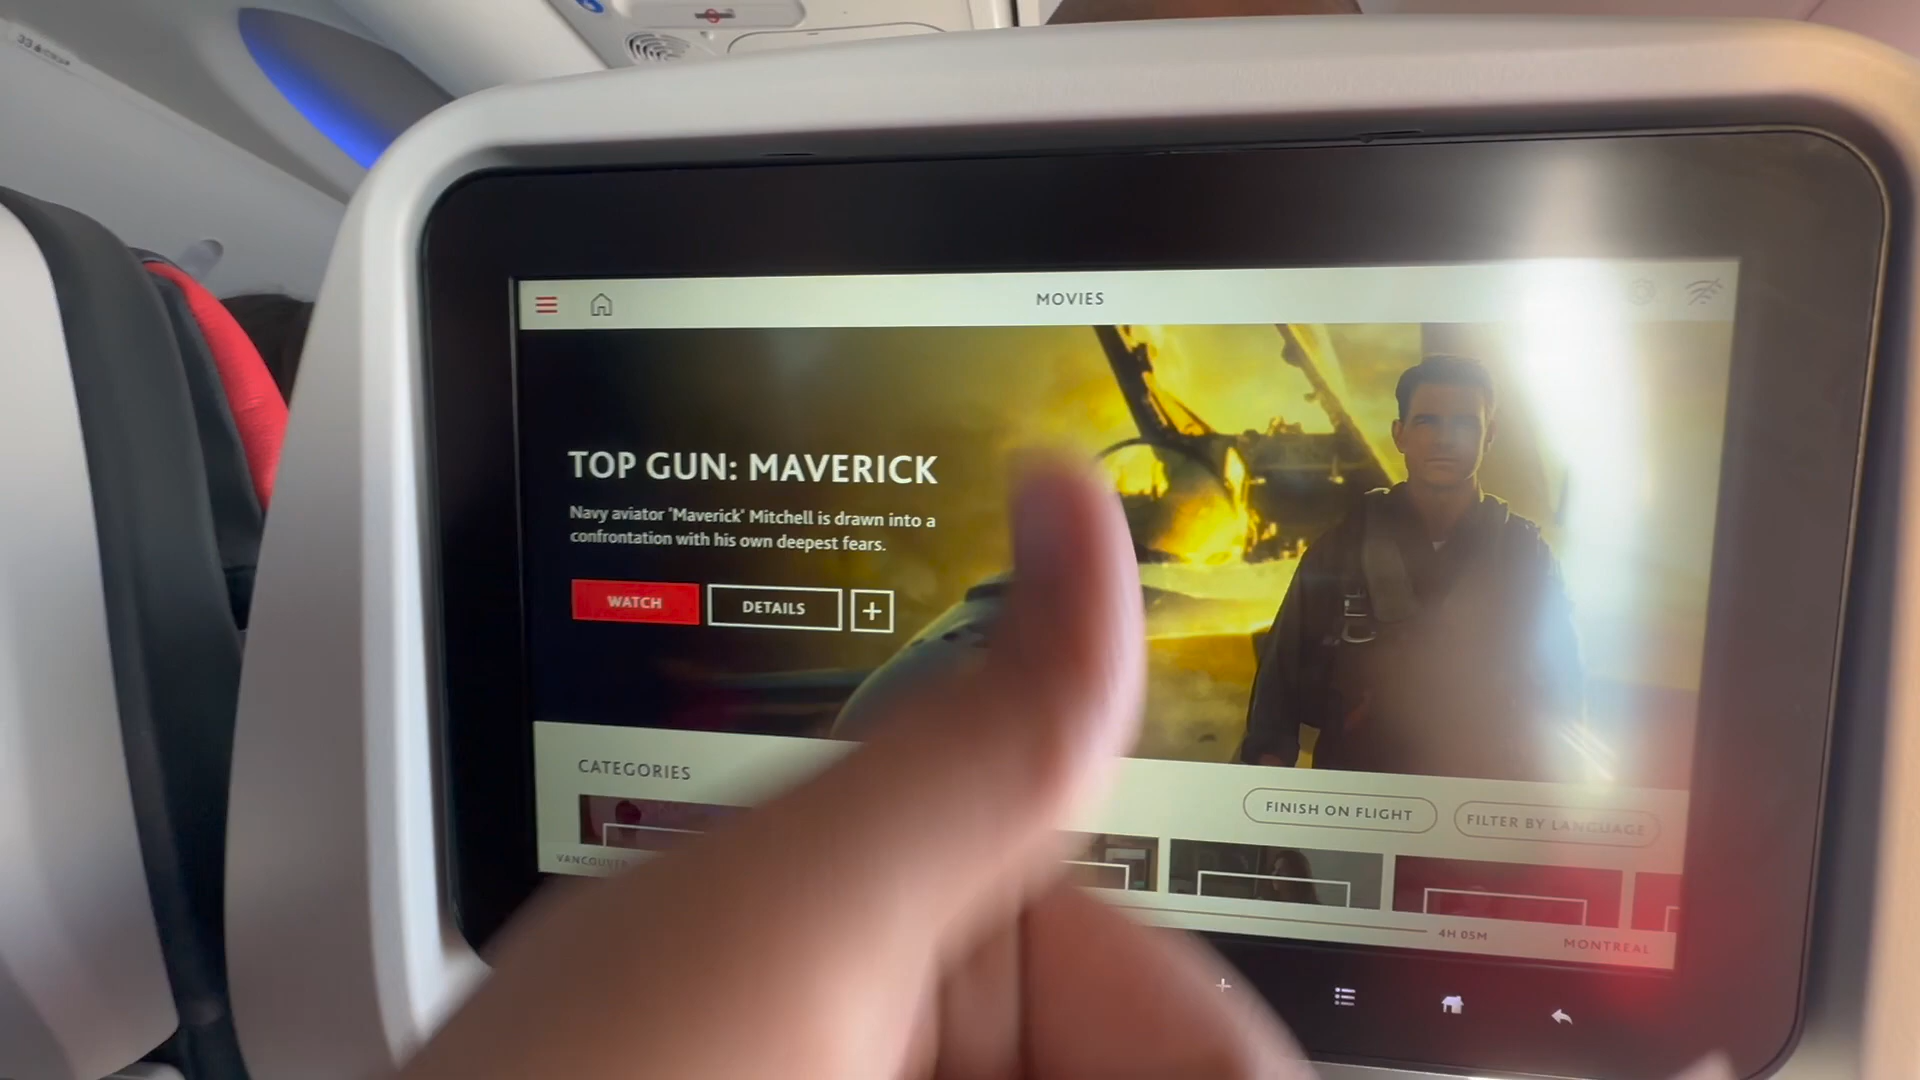 MOVIES
TOP GUN: MAVERICK
Navy aviator "Maverick" Mitchell is drawn into a
confrontation with his own deepest fears.
WATCH
DETAILS
+
CATEGORIES
FINISH ON FLIGHT
FILTER BY LANGUAGE
VANCOUVER
4H 05M
MONTREAL